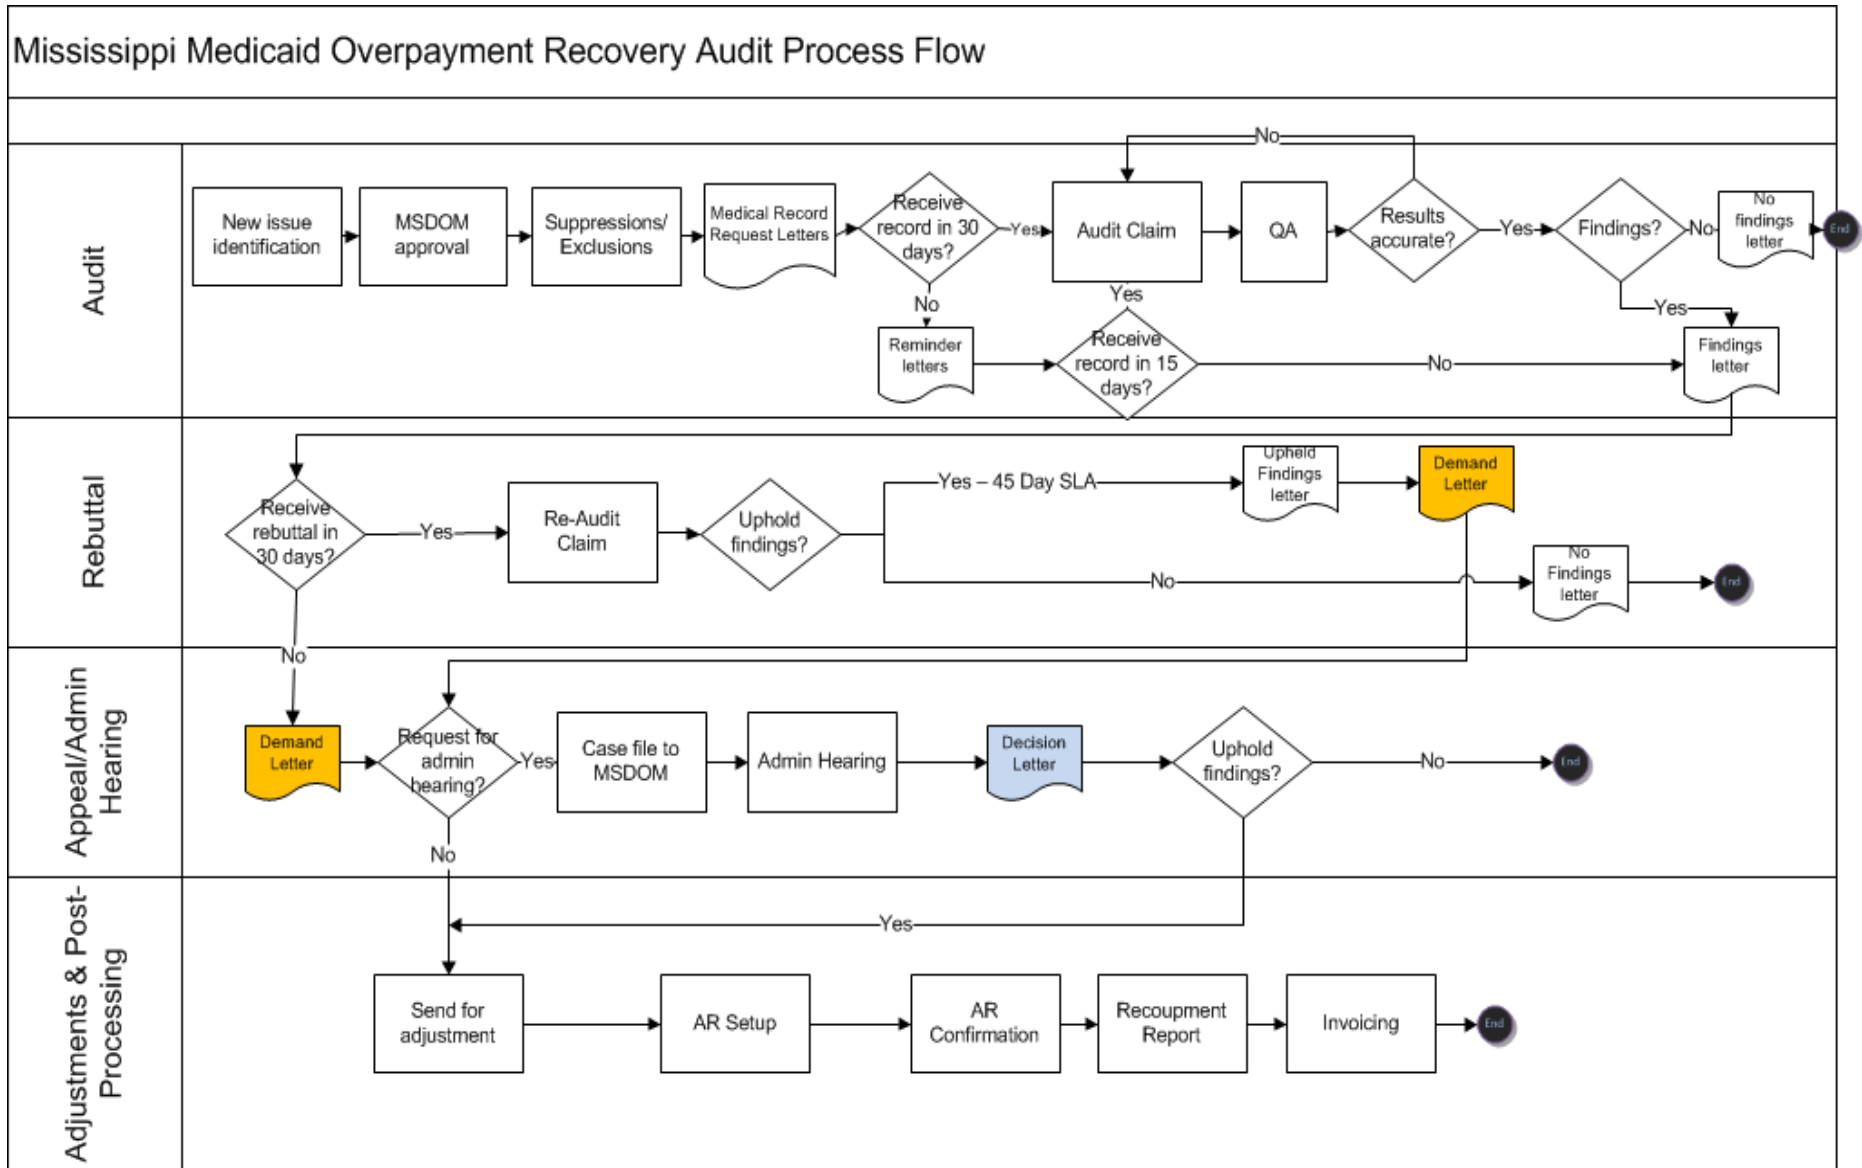 Mississippi Medicaid Overpayment Recovery Audit Process Flow
Audit
New issue
identification
MSDOM
approval
Suppressions/
Exclusions
Medical Record
Request Letters
Receive
record in 30
days?
Yes
No
Audit Claim
QA
Results
accurate?
No
Yes
Findings?
No
No
findings
letter
End
Yes
Reminder
letters
Receive
record in 15
days?
Yes
No
Findings
letter
Rebuttal
Receive
rebuttal in
30 days?
Yes
Re-Audit
Claim
Uphold
findings?
Yes – 45 Day SLA
Upheld
Findings
letter
Demand
Letter
No
No
Findings
letter
End
No
Appeal/Admin
Hearing
Demand
Letter
Request for
admin
hearing?
Yes
Case file to
MSDOM
Admin Hearing
Decision
Letter
Uphold
findings?
No
End
No
Yes
Adjustments & Post-
Processing
Send for
adjustment
AR Setup
AR
Confirmation
Recoupment
Report
Invoicing
End